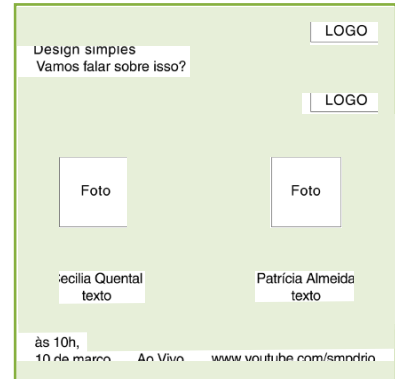 LOGO
Design simples
Vamos falar sobre isso?
LOGO
Foto
Foto
Cecilia Quental
texto
Patrícia Almeida
texto
às 10h,
10 de março Ao Vivo www.youtube.com/smpdrio